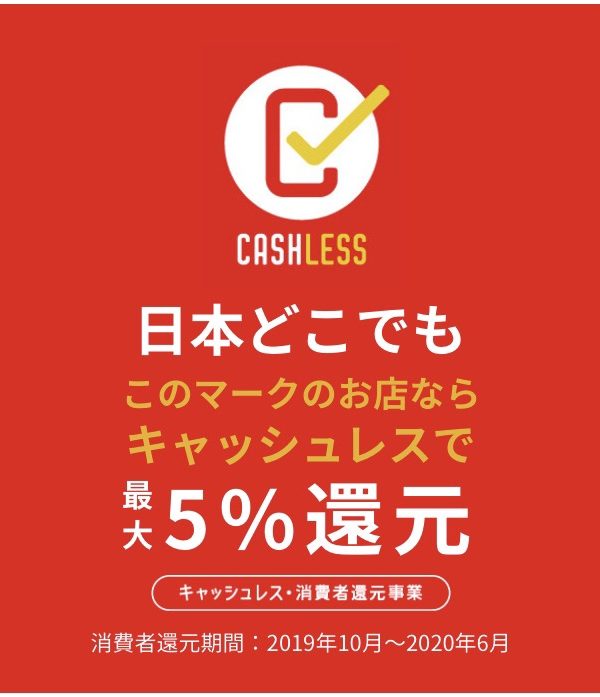 CASHLESS
日本どこでも
このマークのお店なら
キャッシュレスで
最大5%還元
キャッシュレス・消費者還元事業
消費者還元期間：2019年10月～2020年6月